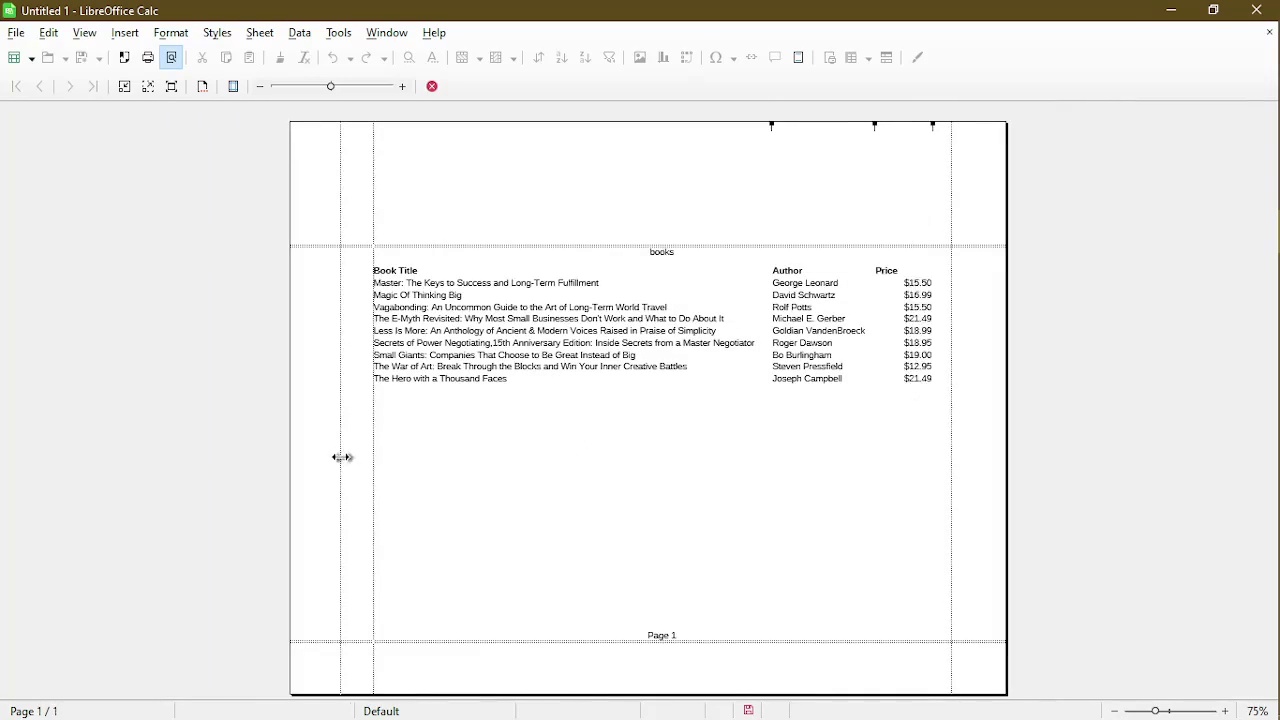 Untitled 1 - LibreOffice Calc
File Edit View Insert Format Styles Sheet Data Tools Window Help
books
Book Title Author Price
Master: The Keys to Success and Long-Term Fulfillment George Leonard $15.50
Magic Of Thinking Big David Schwartz $16.99
Vagabonding: An Uncommon Guide to the Art of Long-Term World Travel Rolf Potts $15.50
The E-Myth Revisited: Why Most Small Businesses Don't Work and What to Do About It Michael E. Gerber $21.49
Less Is More: An Anthology of Ancient & Modern Voices Raised in Praise of Simplicity Goldian VandenBroeck $18.99
Secrets of Power Negotiating,15th Anniversary Edition: Inside Secrets from a Master Negotiator Roger Dawson $18.95
Small Giants: Companies That Choose to Be Great Instead of Big Bo Burlingham $19.00
The War of Art: Break Through the Blocks and Win Your Inner Creative Battles Steven Pressfield $12.95
The Hero with a Thousand Faces Joseph Campbell $21.49
Page 1
Page 1 / 1 Default 75%